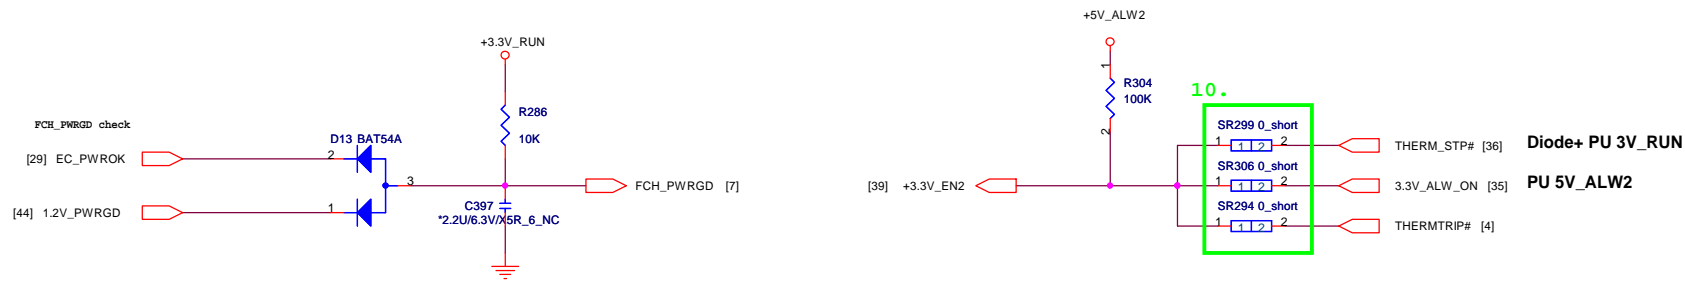 +5V_ALW2
+3.3V_RUN
1
R304
100K
2
10.
R286
10K
FCH_PWRGD check
D13 BAT54A
[29] EC_PWROK
2
3
FCH_PWRGD [7]
[44] 1.2V_PWRGD
1
C397
*2.2U/6.3V/X5R_6_NC
SR299 0_short
1 1 2 2
THERM_STP# [36]
Diode+ PU 3V_RUN
SR306 0_short
[39] +3.3V_EN2
1 1 2 2
3.3V_ALW_ON [35]
PU 5V_ALW2
SR294 0_short
1 1 2 2
THERMTRIP# [4]